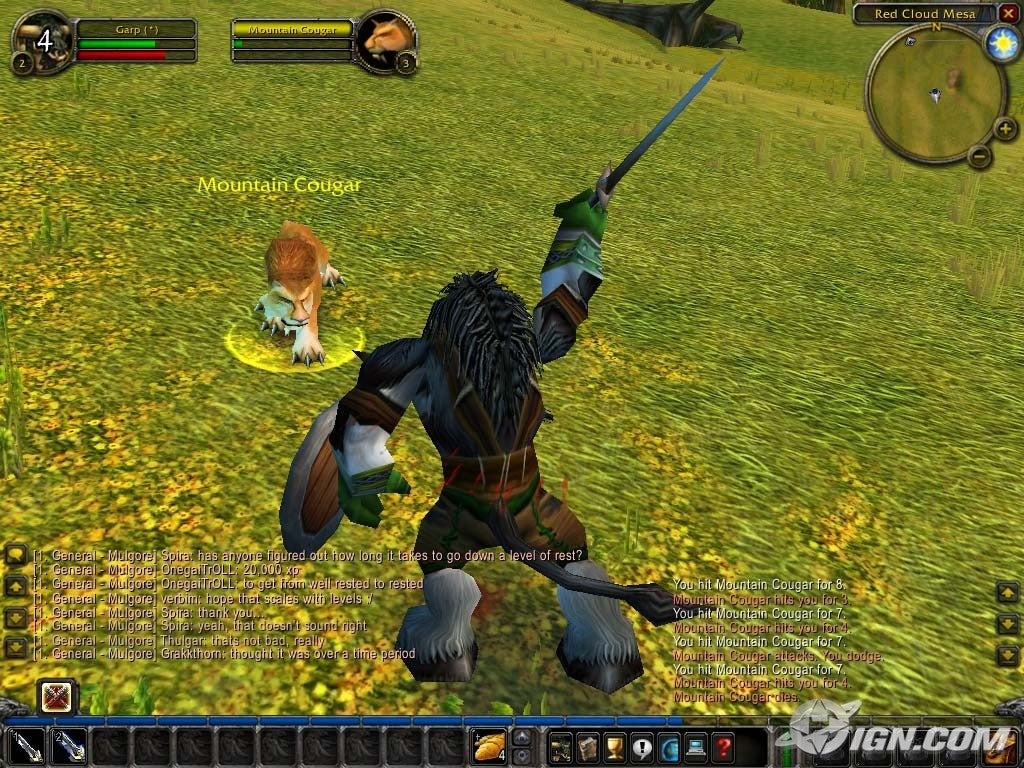 Garp (*)
4
2
Mountain Cougar
3
Red Cloud Mesa
N
Mountain Cougar
[1. General - Mulgore] Spira: has anyone figured out how long it takes to go down a level of rest?
[1. General - Mulgore] OnegaiTrOLL: 20,000 xp
[1. General - Mulgore] OnegaiTrOLL: to get from well rested to rested
[1. General - Mulgore] verbim: hope that scales with levels :/
[1. General - Mulgore] Spira: thank you..
[1. General - Mulgore] Spira: yeah, that doesn't sound right
[1. General - Mulgore] Thulgar: thats not bad, really
[1. General - Mulgore] Grakkthorn: thought it was over a time period
You hit Mountain Cougar for 8.
Mountain Cougar hits you for 3.
You hit Mountain Cougar for 7.
Mountain Cougar hits you for 4.
You hit Mountain Cougar for 7.
Mountain Cougar attacks. You dodge.
You hit Mountain Cougar for 7.
Mountain Cougar hits you for 4.
Mountain Cougar dies.
2
4
IGN.COM